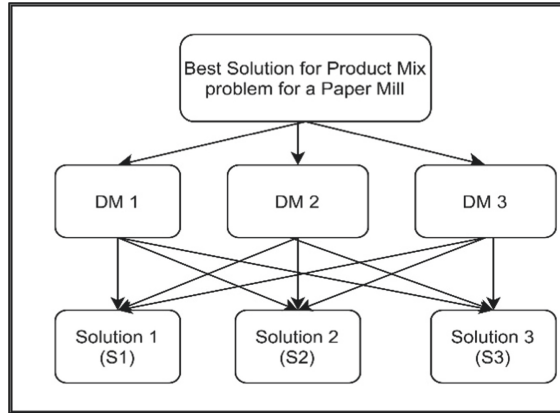 Best Solution for Product Mix
problem for a Paper Mill
DM 1
DM 2
DM 3
Solution 1
(S1)
Solution 2
(S2)
Solution 3
(S3)